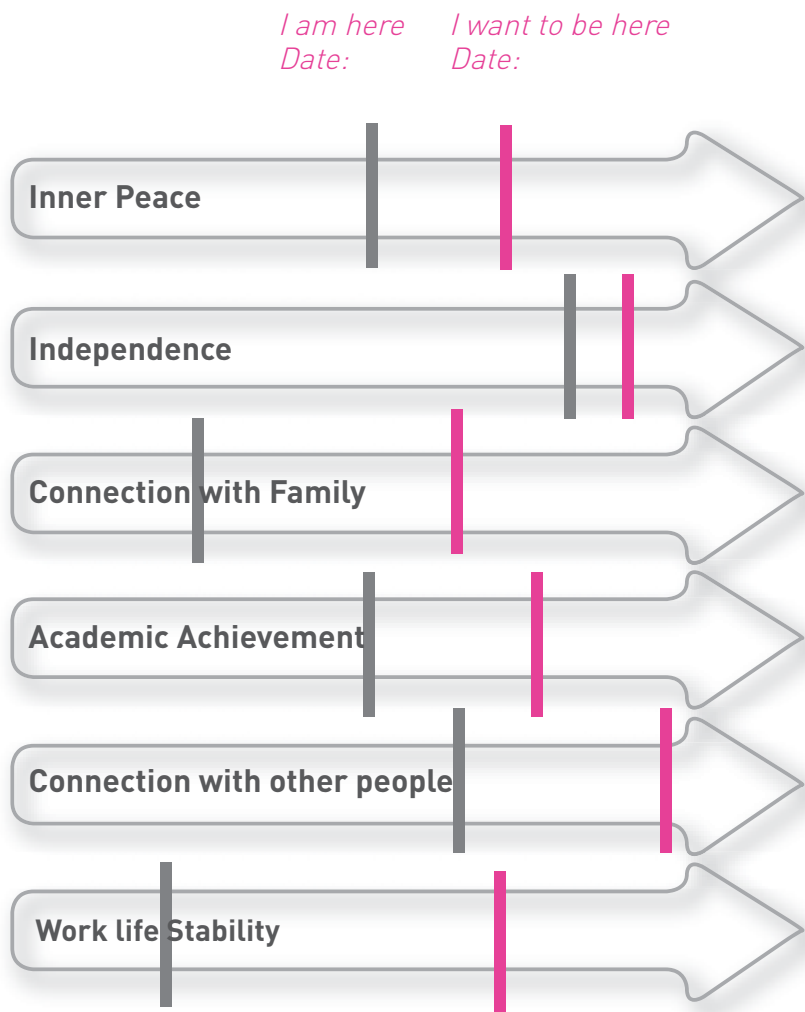 I am here I want to be here
Date: Date:
Inner Peace
Independence
Connection with Family
Academic Achievement
Connection with other people
Work life Stability